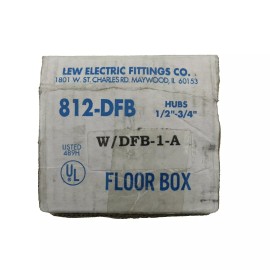 LEW ELECTRIC FITTINGS CO.
1801 W. ST. CHARLES RD. MAYWOOD, IL 60153
812-DFB
HUBS
1/2"-3/4"
W/DFB-1-A
LISTED
UL
FLOOR BOX